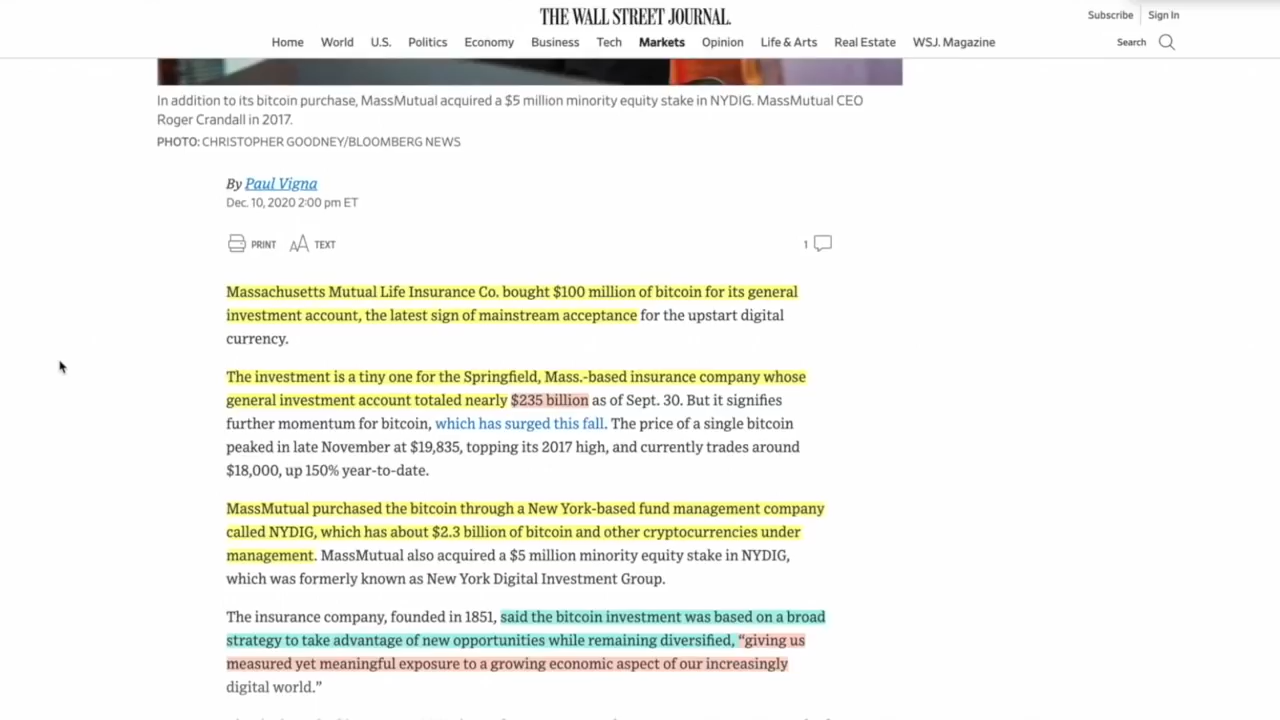 THE WALL STREET JOURNAL.
Subscribe Sign In
Home World U.S. Politics Economy Business Tech Markets Opinion Life & Arts Real Estate WSJ. Magazine
Search
In addition to its bitcoin purchase, MassMutual acquired a $5 million minority equity stake in NYDIG. MassMutual CEO
Roger Crandall in 2017.
PHOTO: CHRISTOPHER GOODNEY/BLOOMBERG NEWS
By Paul Vigna
Dec. 10, 2020 2:00 pm ET
PRINT AA TEXT
1
Massachusetts Mutual Life Insurance Co. bought $100 million of bitcoin for its general
investment account, the latest sign of mainstream acceptance for the upstart digital
currency.
The investment is a tiny one for the Springfield, Mass.-based insurance company whose
general investment account totaled nearly $235 billion as of Sept. 30. But it signifies
further momentum for bitcoin, which has surged this fall. The price of a single bitcoin
peaked in late November at $19,835, topping its 2017 high, and currently trades around
$18,000, up 150% year-to-date.
MassMutual purchased the bitcoin through a New York-based fund management company
called NYDIG, which has about $2.3 billion of bitcoin and other cryptocurrencies under
management. MassMutual also acquired a $5 million minority equity stake in NYDIG,
which was formerly known as New York Digital Investment Group.
The insurance company, founded in 1851, said the bitcoin investment was based on a broad
strategy to take advantage of new opportunities while remaining diversified, “giving us
measured yet meaningful exposure to a growing economic aspect of our increasingly
digital world.”